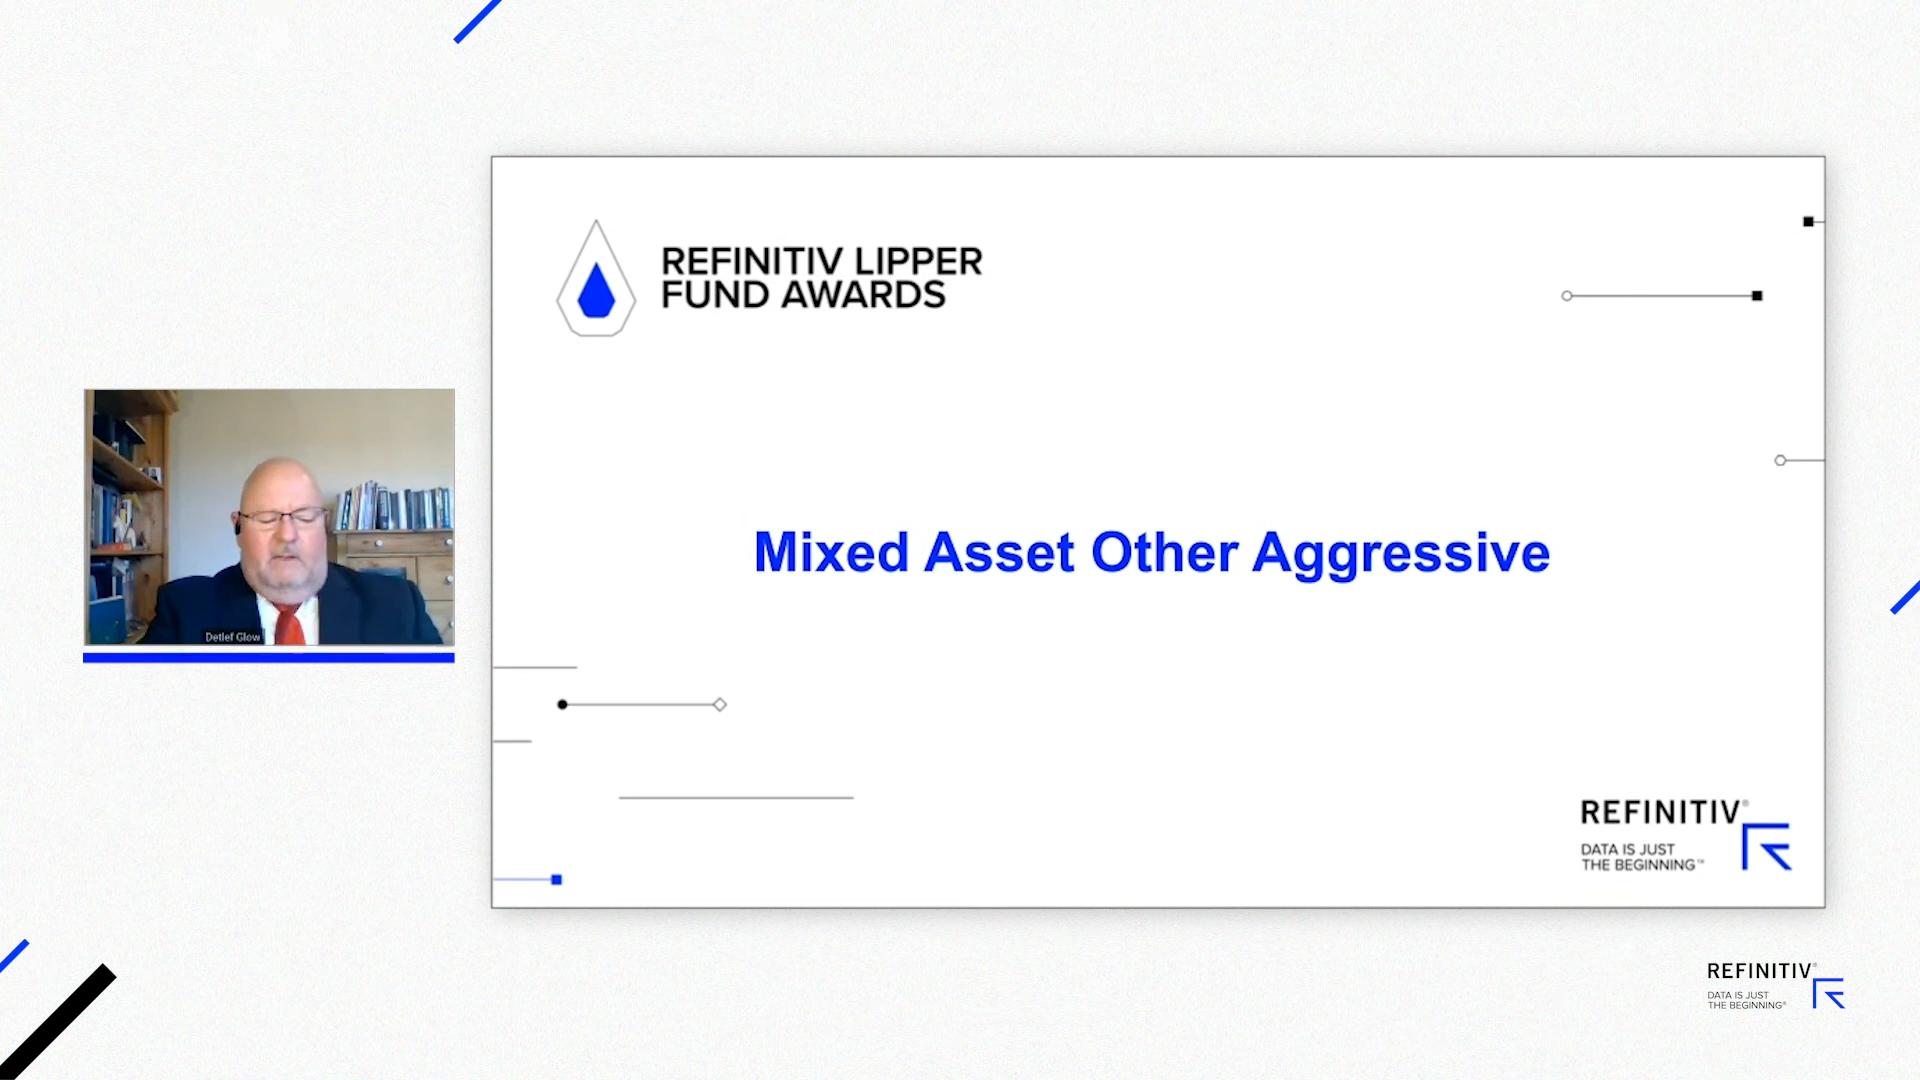 REFINITIV LIPPER
FUND AWARDS
Mixed Asset Other Aggressive
Detlef Glow
REFINITIV®
DATA IS JUST
THE BEGINNING™
REFINITIV®
DATA IS JUST
THE BEGINNING®